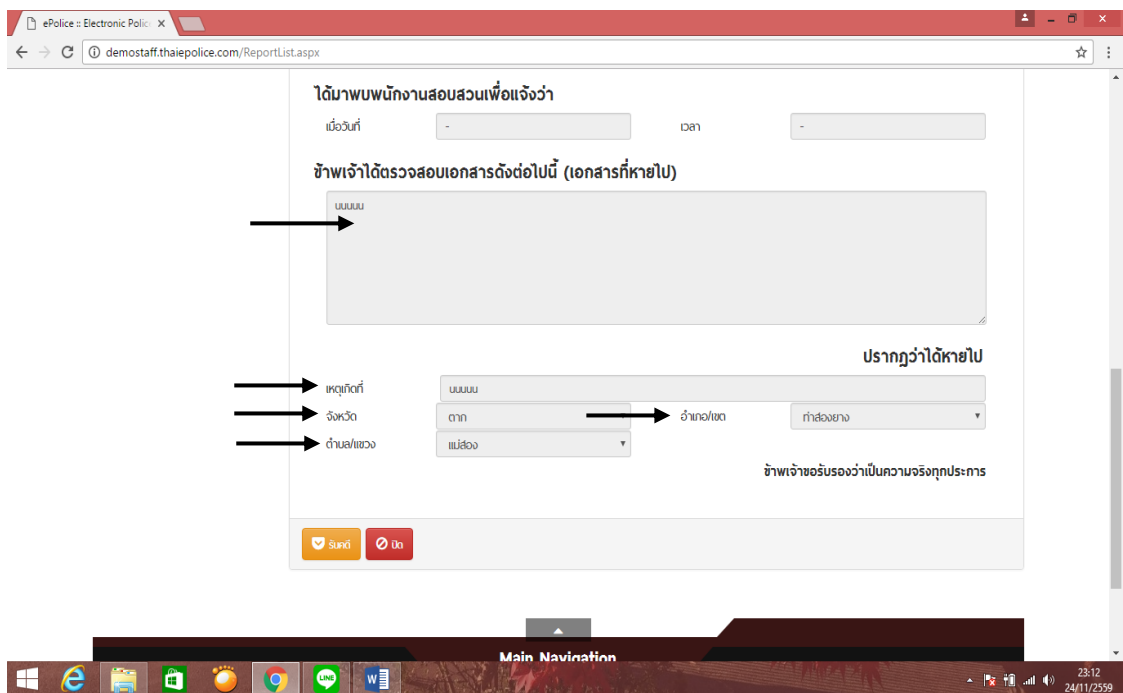 ePolice :: Electronic Polic
demostaff.thaiepolice.com/ReportList.aspx
ได้มาพบพนักงานสอบสวนเพื่อแจ้งว่า
เมื่อวันที่ - เวลา -
ข้าพเจ้าได้ตรวจสอบเอกสารดังต่อไปนี้ (เอกสารที่หายไป)
นนนนน
ปรากฏว่าได้หายไป
เหตุเกิดที่ นนนนน
จังหวัด ตาก อำเภอ/เขต ท่าสองยาง
ตำบล/แขวง แม่สอง
ข้าพเจ้าขอรับรองว่าเป็นความจริงทุกประการ
รับคดี ปิด
Main Navigation
LINE
23:12
24/11/2559